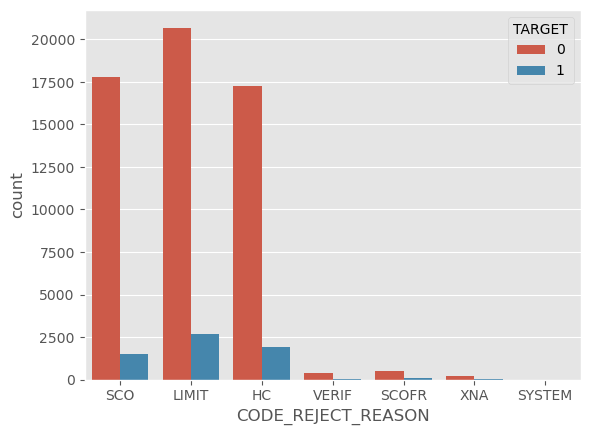 TARGET
0
1
20000
17500
15000
12500
10000
7500
5000
2500
0
count
SCO LIMIT HC VERIF SCOFR XNA SYSTEM
CODE_REJECT_REASON